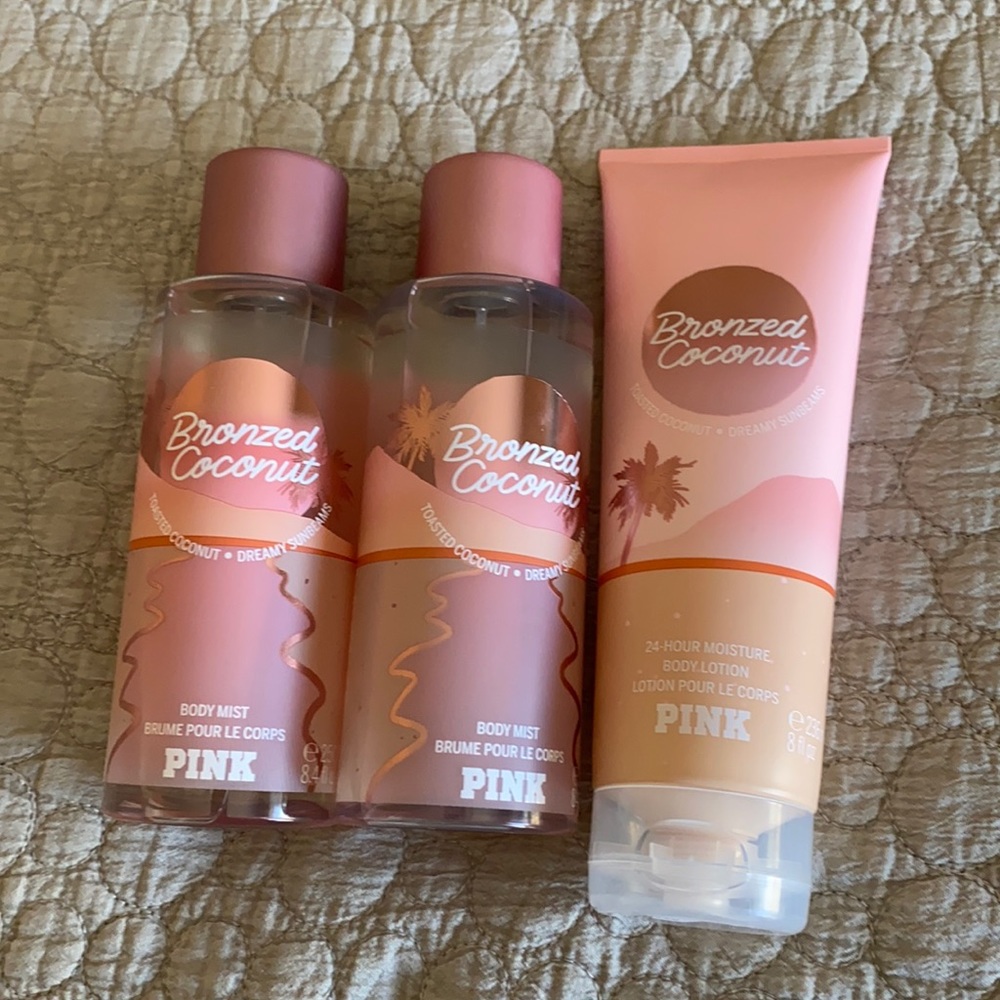 Bronzed
Coconut
TOASTED COCONUT • DREAMY SUNBEAMS
BODY MIST
BRUME POUR LE CORPS
PINK
Bronzed
Coconut
TOASTED COCONUT • DREAMY
BODY MIST
BRUME POUR LE CORPS
PINK
Bronzed
Coconut
TOASTED COCONUT • DREAMY SUNBEAMS
24-HOUR MOISTURE
BODY LOTION
LOTION POUR LE CORPS
PINK
℮ 236
8 fl oz